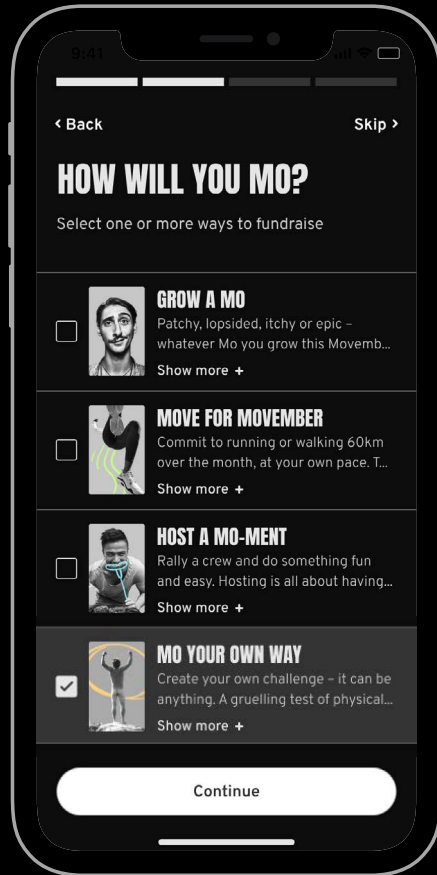 9:41
Back
Skip
HOW WILL YOU MO?
Select one or more ways to fundraise
GROW A MO
Patchy, lopsided, itchy or epic –
whatever Mo you grow this Movemb...
Show more +
MOVE FOR MOVEMBER
Commit to running or walking 60km
over the month, at your own pace. T...
Show more +
HOST A MO-MENT
Rally a crew and do something fun
and easy. Hosting is all about having...
Show more +
MO YOUR OWN WAY
Create your own challenge – it can be
anything. A gruelling test of physical...
Show more +
Continue